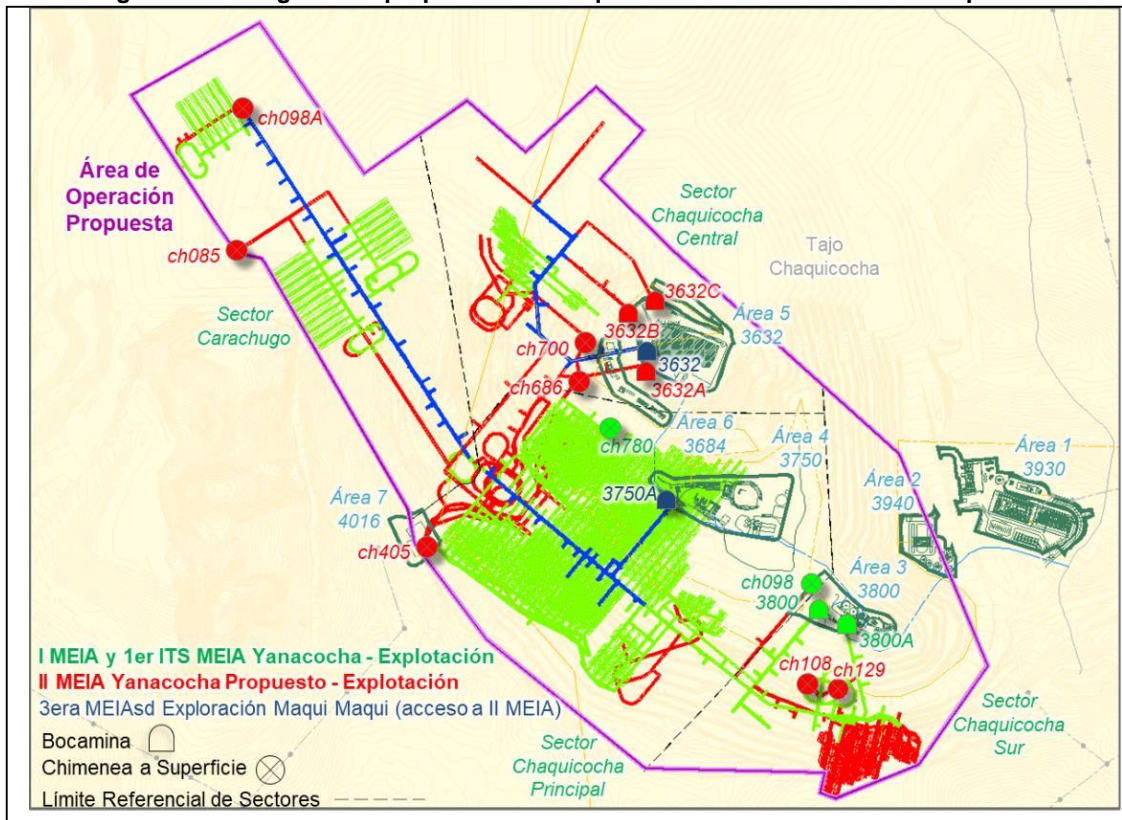 ch098A
Área de
Operación
Propuesta
ch085
Sector
Carachugo
Sector
Chaquicocha
Central
Tajo
Chaquicocha
3632C
3632B
Área 5
3632
ch700
3632
ch686
3632A
ch780
Área 6
3684
Área 4
3750
Área 1
3930
3750A
Área 2
3940
Área 7
4016
ch405
Área 3
3800
ch098
3800
3800A
ch108
ch129
I MEIA y 1er ITS MEIA Yanacocha - Explotación
II MEIA Yanacocha Propuesto - Explotación
3era MEIAsd Exploración Maqui Maqui (acceso a II MEIA)
Bocamina
Chimenea a Superficie
Límite Referencial de Sectores
Sector
Chaquicocha
Principal
Sector
Chaquicocha
Sur